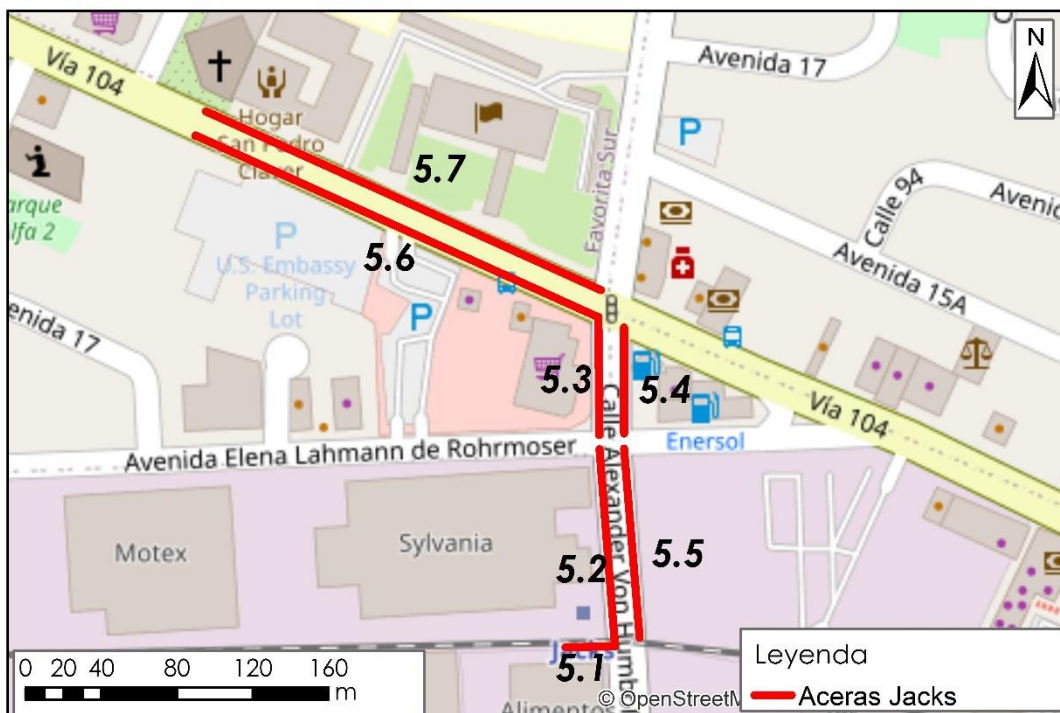 Vía 104
Avenida 17
N
Hogar
San Pedro
Claver
Favorita Sur
5.7
P
Calle 94
Avenida 15A
arque
lfa 2
P
U.S. Embassy
Parking
Lot
5.6
P
enida 17
5.3
5.4
Enersol
Vía 104
Avenida Elena Lahmann de Rohrmoser
Calle Alexander Von Humbo
Motex
Sylvania
5.2
5.5
Jacks
5.1
Alimentos
0 20 40 80 120 160
m
© OpenStreetM
Leyenda
Aceras Jacks